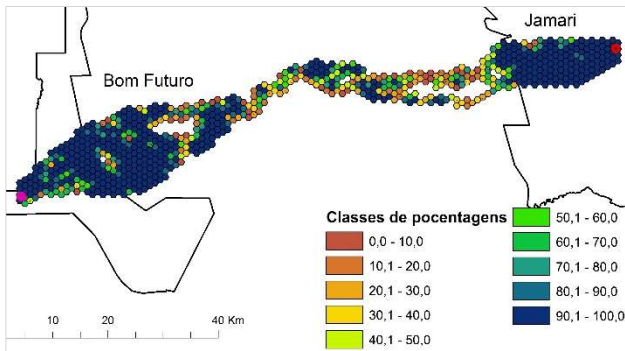 Jamari
Bom Futuro
Classes de pocentagens
0,0 - 10,0
10,1 - 20,0
20,1 - 30,0
30,1 - 40,0
40,1 - 50,0
50,1 - 60,0
60,1 - 70,0
70,1 - 80,0
80,1 - 90,0
90,1 - 100,0
10 20 40 Km